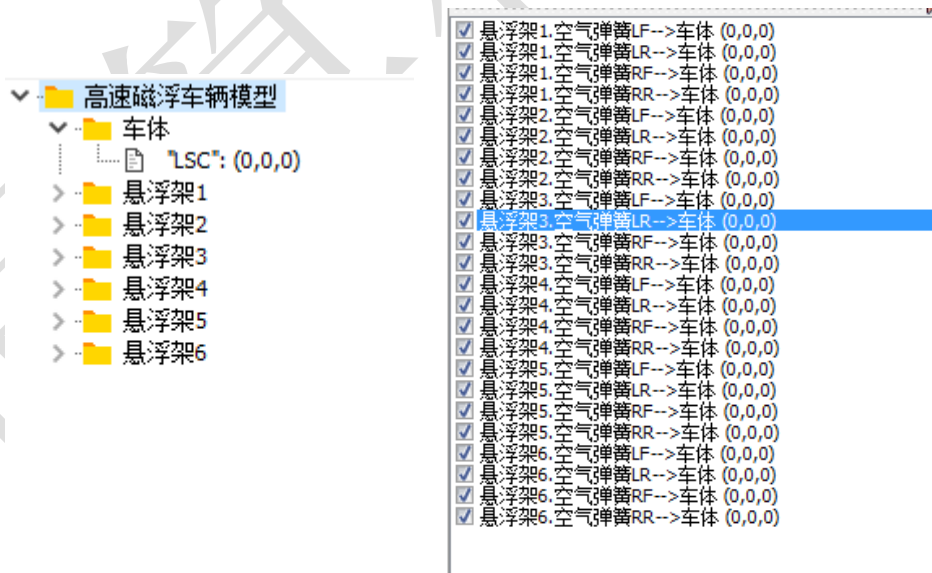 高速磁浮车辆模型
车体
"LSC": (0,0,0)
悬浮架1
悬浮架2
悬浮架3
悬浮架4
悬浮架5
悬浮架6
悬浮架1.空气弹簧LF-->车体 (0,0,0)
悬浮架1.空气弹簧LR-->车体 (0,0,0)
悬浮架1.空气弹簧RF-->车体 (0,0,0)
悬浮架1.空气弹簧RR-->车体 (0,0,0)
悬浮架2.空气弹簧LF-->车体 (0,0,0)
悬浮架2.空气弹簧LR-->车体 (0,0,0)
悬浮架2.空气弹簧RF-->车体 (0,0,0)
悬浮架2.空气弹簧RR-->车体 (0,0,0)
悬浮架3.空气弹簧LF-->车体 (0,0,0)
悬浮架3.空气弹簧LR-->车体 (0,0,0)
悬浮架3.空气弹簧RF-->车体 (0,0,0)
悬浮架3.空气弹簧RR-->车体 (0,0,0)
悬浮架4.空气弹簧LF-->车体 (0,0,0)
悬浮架4.空气弹簧LR-->车体 (0,0,0)
悬浮架4.空气弹簧RF-->车体 (0,0,0)
悬浮架4.空气弹簧RR-->车体 (0,0,0)
悬浮架5.空气弹簧LF-->车体 (0,0,0)
悬浮架5.空气弹簧LR-->车体 (0,0,0)
悬浮架5.空气弹簧RF-->车体 (0,0,0)
悬浮架5.空气弹簧RR-->车体 (0,0,0)
悬浮架6.空气弹簧LF-->车体 (0,0,0)
悬浮架6.空气弹簧LR-->车体 (0,0,0)
悬浮架6.空气弹簧RF-->车体 (0,0,0)
悬浮架6.空气弹簧RR-->车体 (0,0,0)